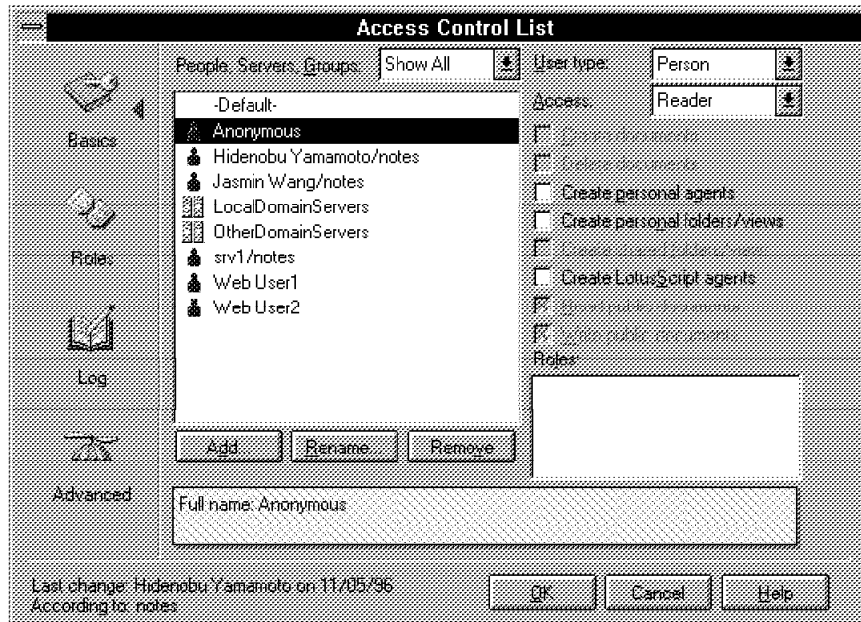 Access Control List
People, Servers, Groups: Show All
User type: Person
Access: Reader
Basics
Roles
Log
Advanced
-Default-
Anonymous
Hidenobu Yamamoto/notes
Jasmin Wang/notes
LocalDomainServers
OtherDomainServers
srv1/notes
Web User1
Web User2
Create personal agents
Create personal folders/views
Create LotusScript agents
Roles:
Add...
Rename...
Remove
Full name: Anonymous
Last change: Hidenobu Yamamoto on 11/05/96
According to: notes
OK
Cancel
Help